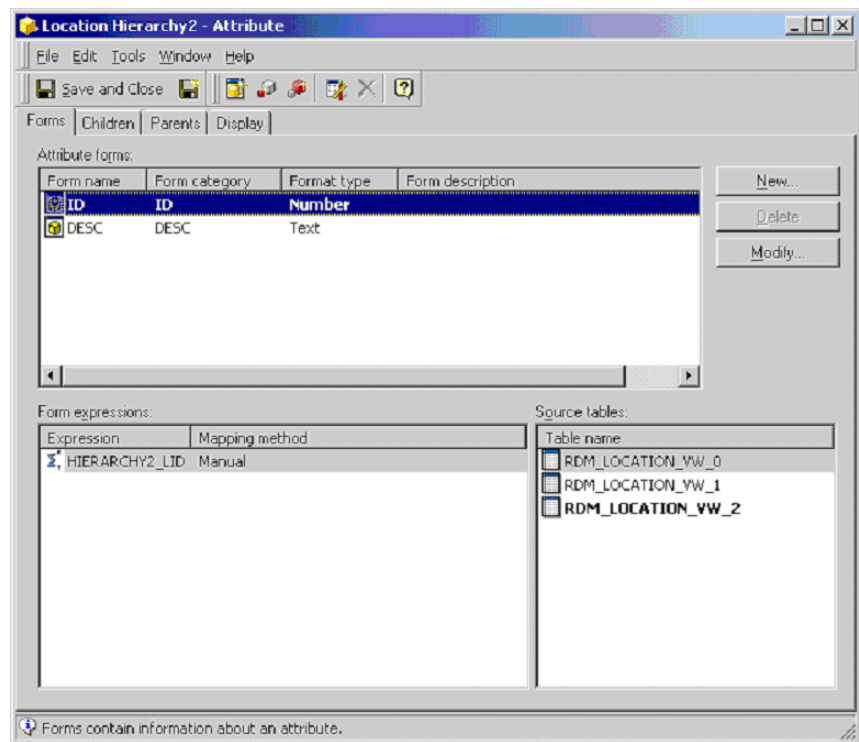 Location Hierarchy2 - Attribute
File Edit Tools Window Help
Save and Close
Forms Children Parents Display
Attribute forms:
Form name Form category Format type Form description
ID ID Number
DESC DESC Text
New...
Delete
Modify...
Form expressions:
Expression Mapping method
HIERARCHY2_LID Manual
Source tables:
Table name
RDM_LOCATION_VW_0
RDM_LOCATION_VW_1
RDM_LOCATION_VW_2
Forms contain information about an attribute.